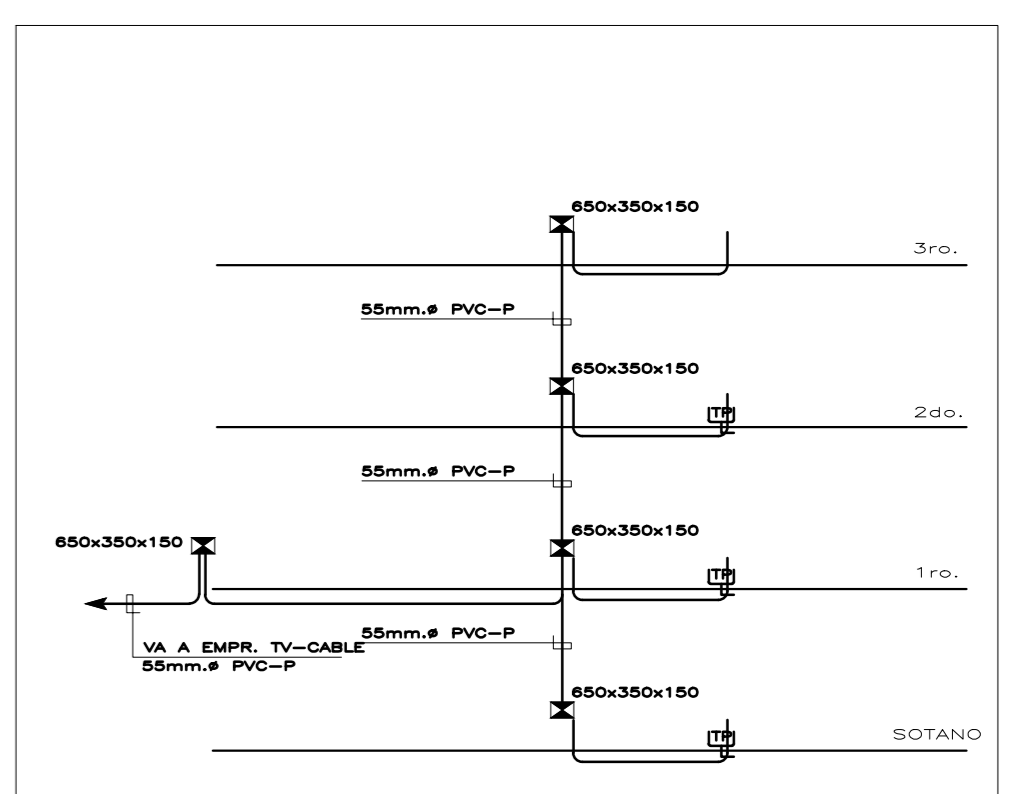 650x350x150
3ro.
55mm.ø PVC-P
650x350x150
TP
2do.
55mm.ø PVC-P
650x350x150
650x350x150
TP
1ro.
55mm.ø PVC-P
VA A EMPR. TV-CABLE
55mm.ø PVC-P
650x350x150
TP
SOTANO